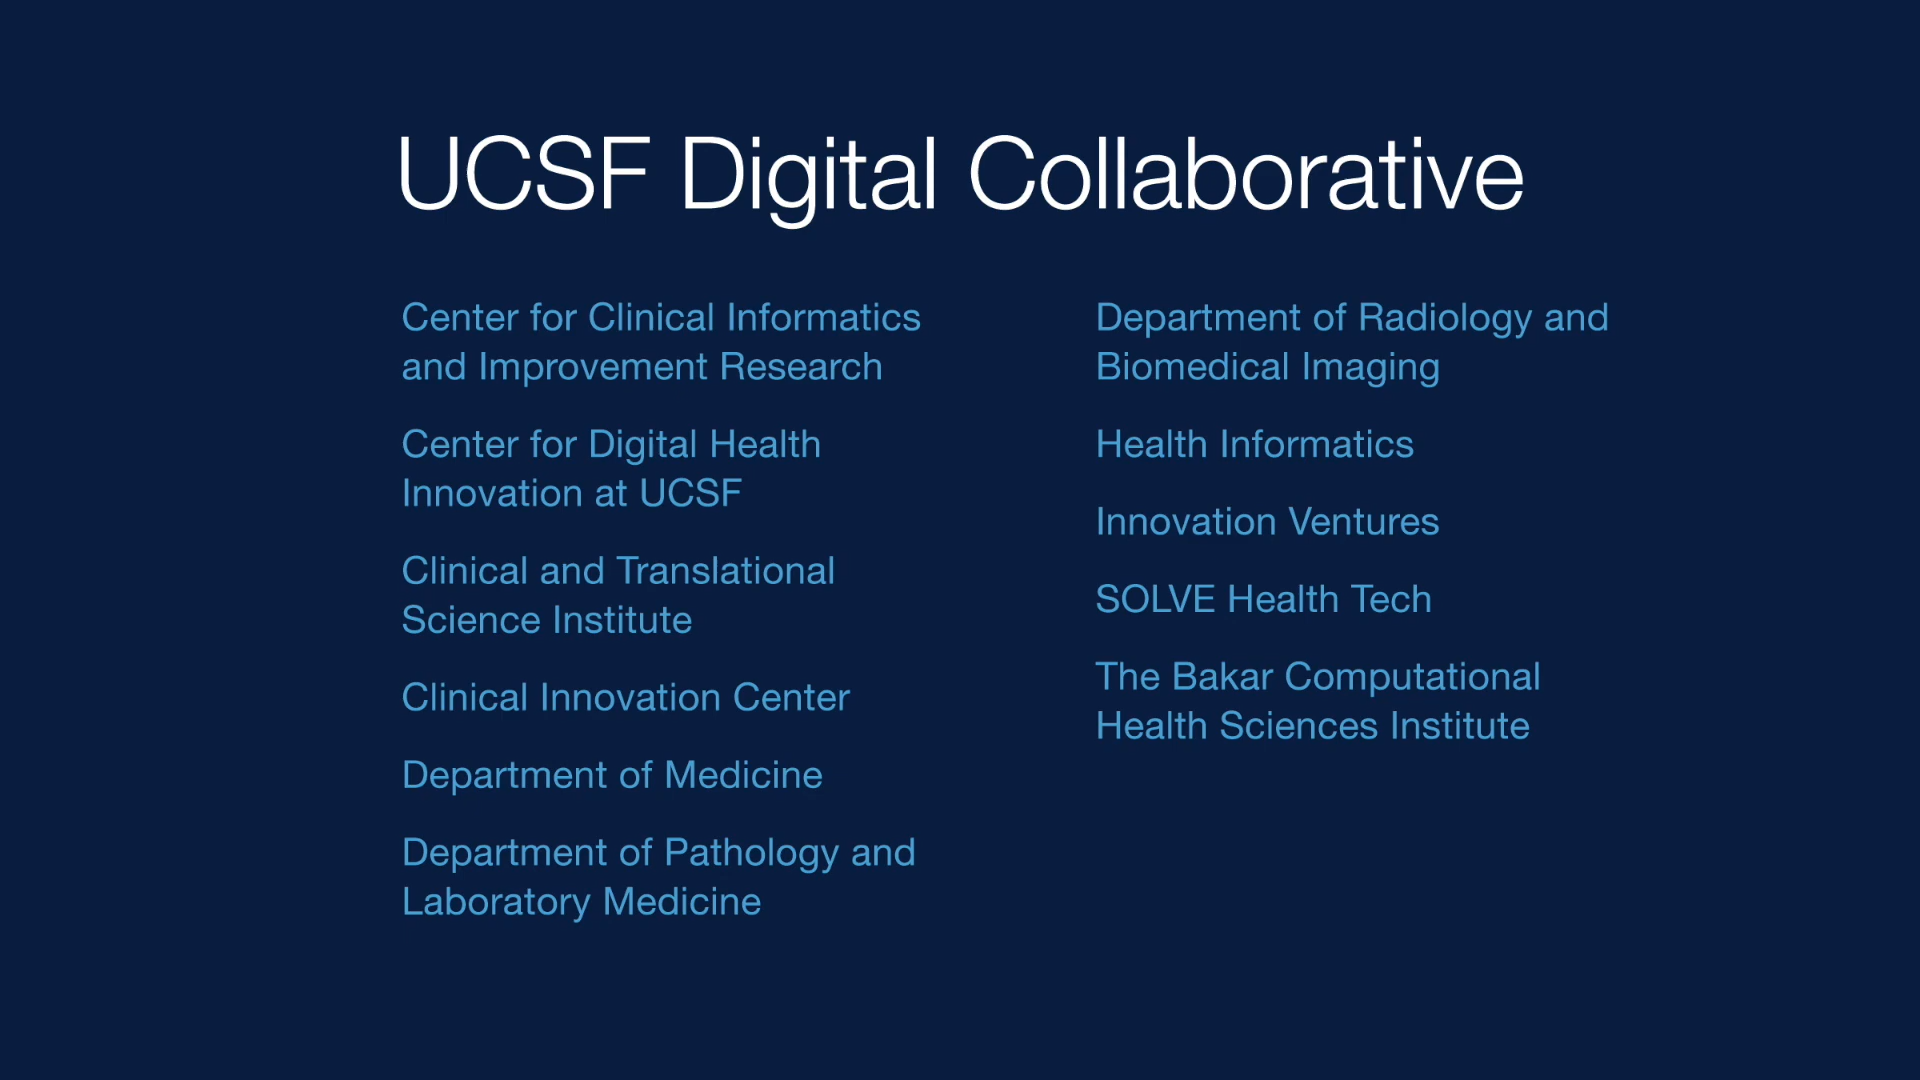 UCSF Digital Collaborative
Center for Clinical Informatics
and Improvement Research
Center for Digital Health
Innovation at UCSF
Clinical and Translational
Science Institute
Clinical Innovation Center
Department of Medicine
Department of Pathology and
Laboratory Medicine
Department of Radiology and
Biomedical Imaging
Health Informatics
Innovation Ventures
SOLVE Health Tech
The Bakar Computational
Health Sciences Institute